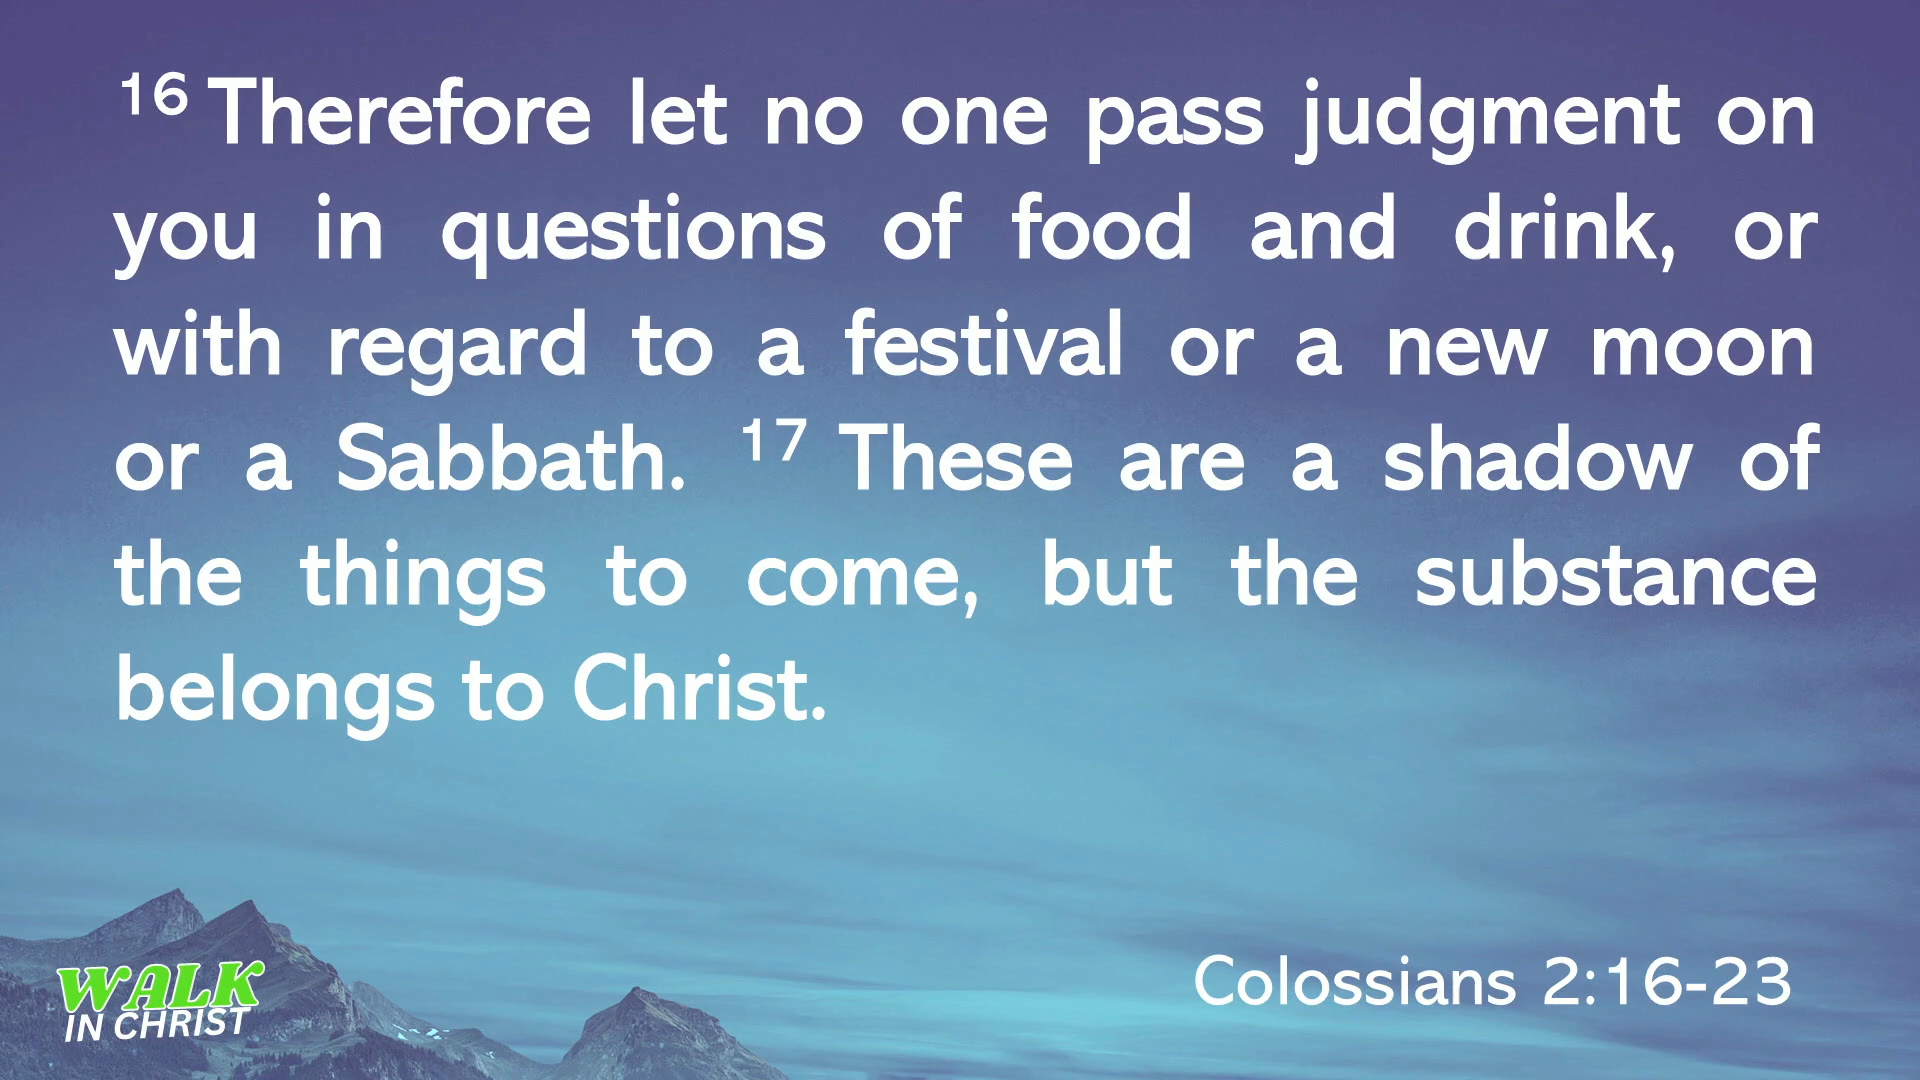 16 Therefore let no one pass judgment on
you in questions of food and drink, or
with regard to a festival or a new moon
or a Sabbath. 17 These are a shadow of
the things to come, but the substance
belongs to Christ.
WALK
IN CHRIST
Colossians 2:16-23